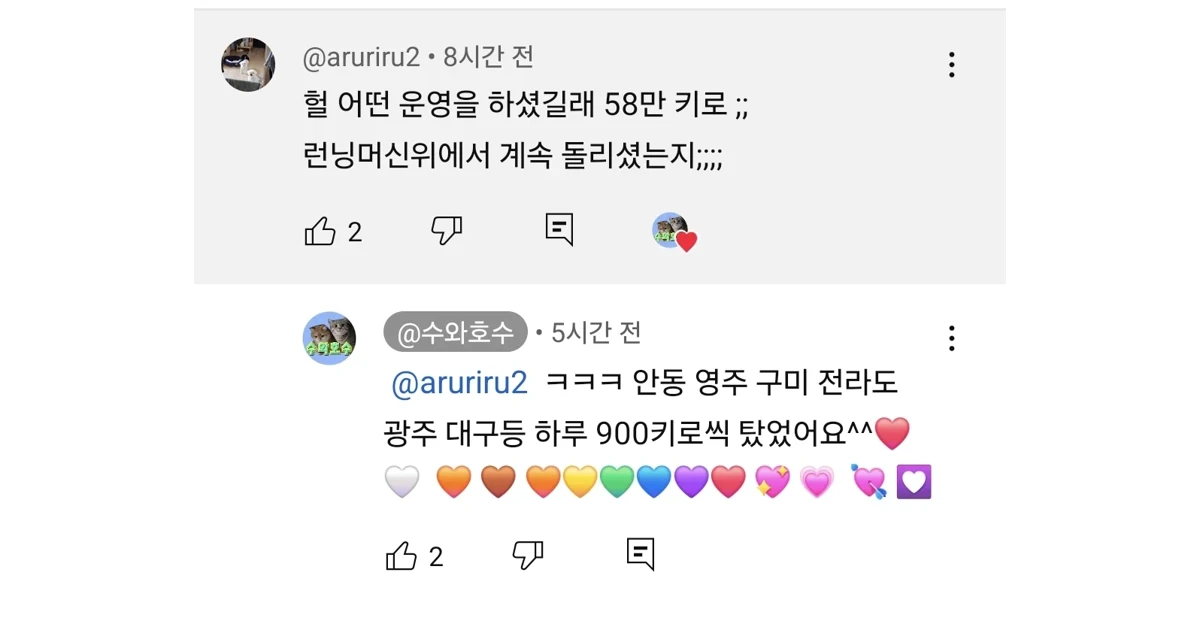 @aruriru2 • 8시간 전
헐 어떤 운영을 하셨길래 58만 키로 ;;
런닝머신위에서 계속 돌리셨는지;;;;
2
@수와호수 • 5시간 전
@aruriru2 ㅋㅋㅋ 안동 영주 구미 전라도
광주 대구등 하루 900키로씩 탔었어요^^❤️
🤍 🧡 🤎 🧡💛💚💙💜❤️ 💖 💗 💘 💟
2